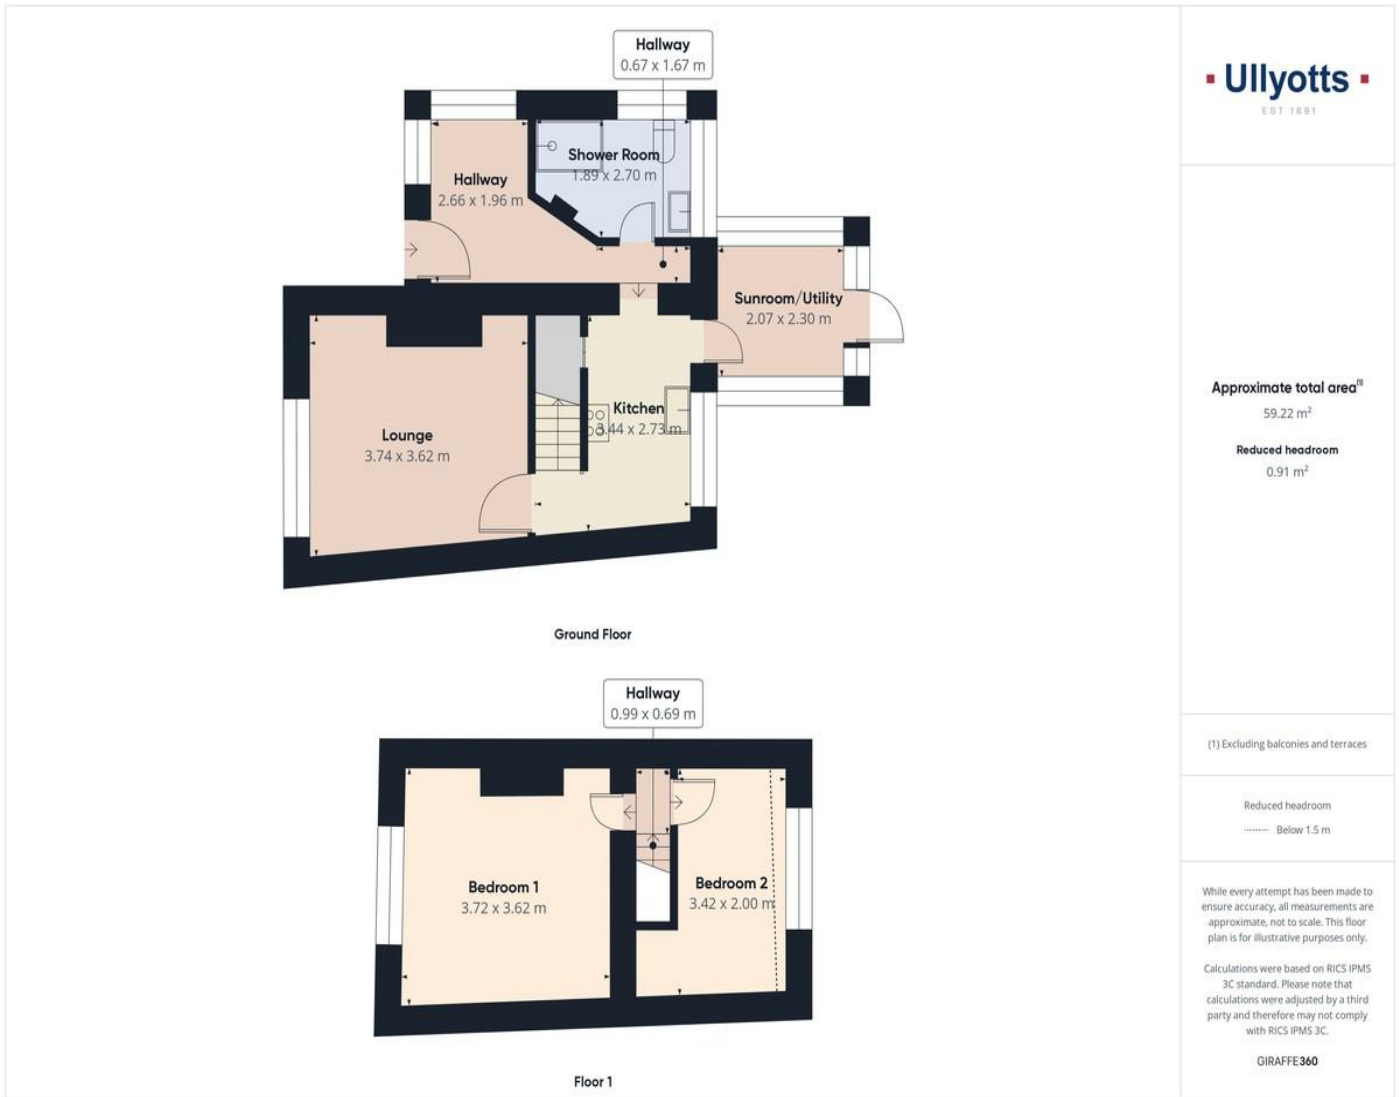 Hallway
0.67 x 1.67 m
Hallway
2.66 x 1.96 m
Shower Room
1.89 x 2.70 m
Sunroom/Utility
2.07 x 2.30 m
Lounge
3.74 x 3.62 m
Kitchen
3.44 x 2.73 m
Ground Floor
Hallway
0.99 x 0.69 m
Bedroom 1
3.72 x 3.62 m
Bedroom 2
3.42 x 2.00 m
Floor 1
Ullyotts
EST 1891
Approximate total area(1)
59.22 m²
Reduced headroom
0.91 m²
(1) Excluding balconies and terraces
Reduced headroom
Below 1.5 m
While every attempt has been made to
ensure accuracy, all measurements are
approximate, not to scale. This floor
plan is for illustrative purposes only.
Calculations were based on RICS IPMS
3C standard. Please note that
calculations were adjusted by a third
party and therefore may not comply
with RICS IPMS 3C.
GIRAFFE360